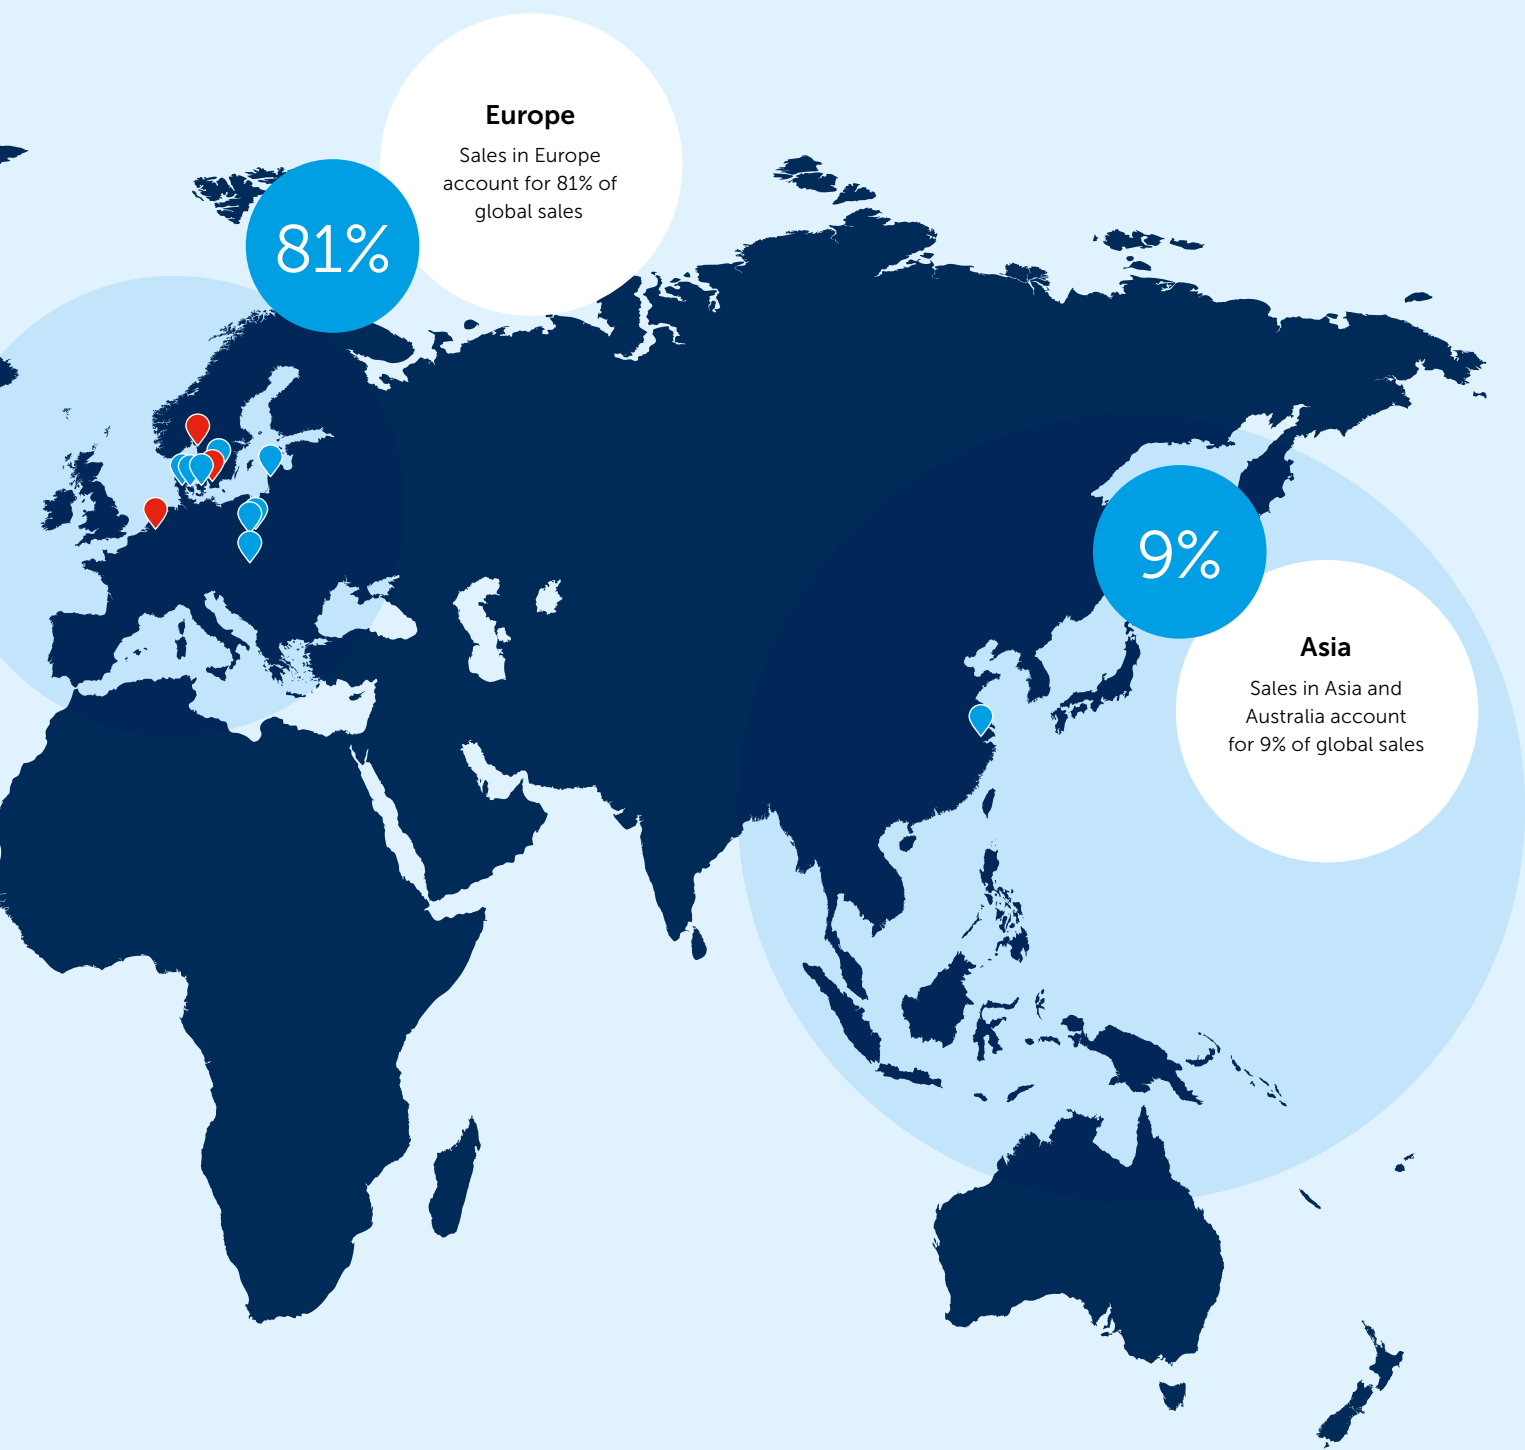 Europe
Sales in Europe
account for 81% of
global sales
81%
9%
Asia
Sales in Asia and
Australia account
for 9% of global sales